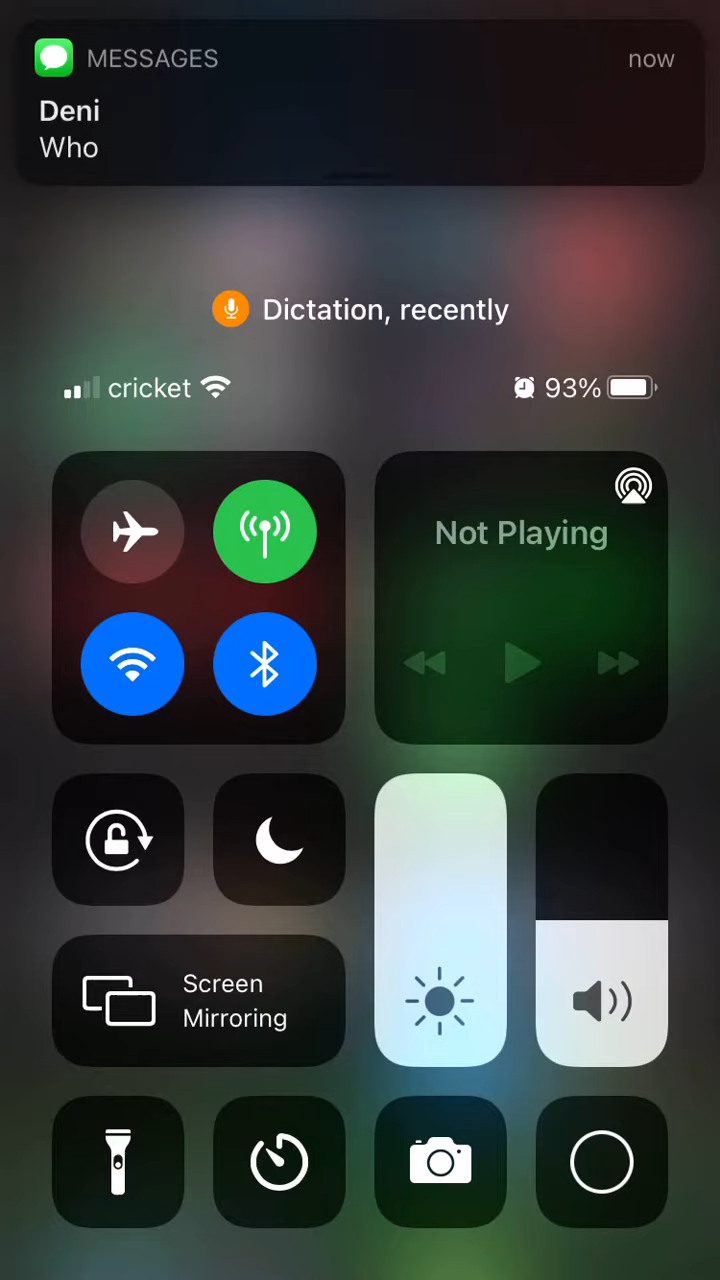 MESSAGES now
Deni
Who
Dictation, recently
cricket 93%
Not Playing
Screen
Mirroring